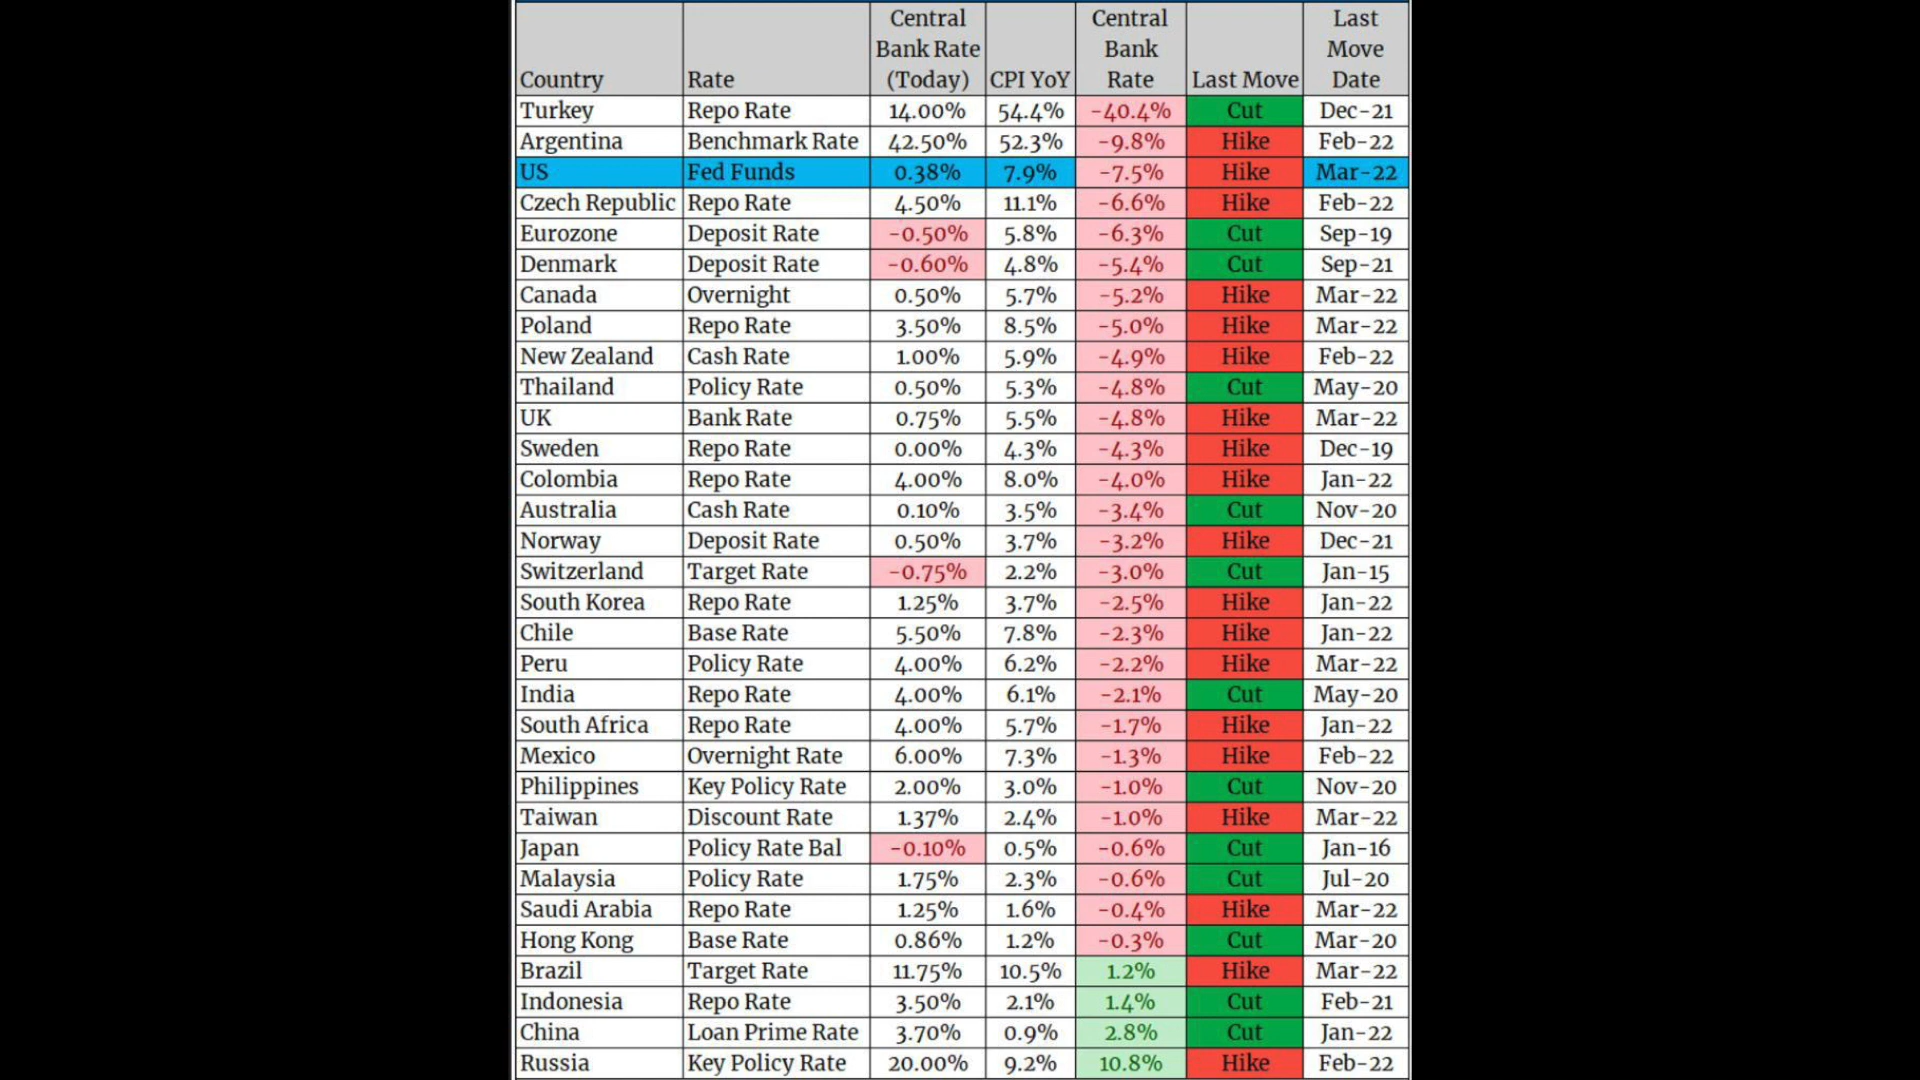 Country Rate Central Bank Rate (Today) CPI YoY Central Bank Rate Last Move Last Move Date
Turkey Repo Rate 14.00% 54.4% -40.4% Cut Dec-21
Argentina Benchmark Rate 42.50% 52.3% -9.8% Hike Feb-22
US Fed Funds 0.38% 7.9% -7.5% Hike Mar-22
Czech Republic Repo Rate 4.50% 11.1% -6.6% Hike Feb-22
Eurozone Deposit Rate -0.50% 5.8% -6.3% Cut Sep-19
Denmark Deposit Rate -0.60% 4.8% -5.4% Cut Sep-21
Canada Overnight 0.50% 5.7% -5.2% Hike Mar-22
Poland Repo Rate 3.50% 8.5% -5.0% Hike Mar-22
New Zealand Cash Rate 1.00% 5.9% -4.9% Hike Feb-22
Thailand Policy Rate 0.50% 5.3% -4.8% Cut May-20
UK Bank Rate 0.75% 5.5% -4.8% Hike Mar-22
Sweden Repo Rate 0.00% 4.3% -4.3% Hike Dec-19
Colombia Repo Rate 4.00% 8.0% -4.0% Hike Jan-22
Australia Cash Rate 0.10% 3.5% -3.4% Cut Nov-20
Norway Deposit Rate 0.50% 3.7% -3.2% Hike Dec-21
Switzerland Target Rate -0.75% 2.2% -3.0% Cut Jan-15
South Korea Repo Rate 1.25% 3.7% -2.5% Hike Jan-22
Chile Base Rate 5.50% 7.8% -2.3% Hike Jan-22
Peru Policy Rate 4.00% 6.2% -2.2% Hike Mar-22
India Repo Rate 4.00% 6.1% -2.1% Cut May-20
South Africa Repo Rate 4.00% 5.7% -1.7% Hike Jan-22
Mexico Overnight Rate 6.00% 7.3% -1.3% Hike Feb-22
Philippines Key Policy Rate 2.00% 3.0% -1.0% Cut Nov-20
Taiwan Discount Rate 1.37% 2.4% -1.0% Hike Mar-22
Japan Policy Rate Bal -0.10% 0.5% -0.6% Cut Jan-16
Malaysia Policy Rate 1.75% 2.3% -0.6% Cut Jul-20
Saudi Arabia Repo Rate 1.25% 1.6% -0.4% Hike Mar-22
Hong Kong Base Rate 0.86% 1.2% -0.3% Cut Mar-20
Brazil Target Rate 11.75% 10.5% 1.2% Hike Mar-22
Indonesia Repo Rate 3.50% 2.1% 1.4% Cut Feb-21
China Loan Prime Rate 3.70% 0.9% 2.8% Cut Jan-22
Russia Key Policy Rate 20.00% 9.2% 10.8% Hike Feb-22